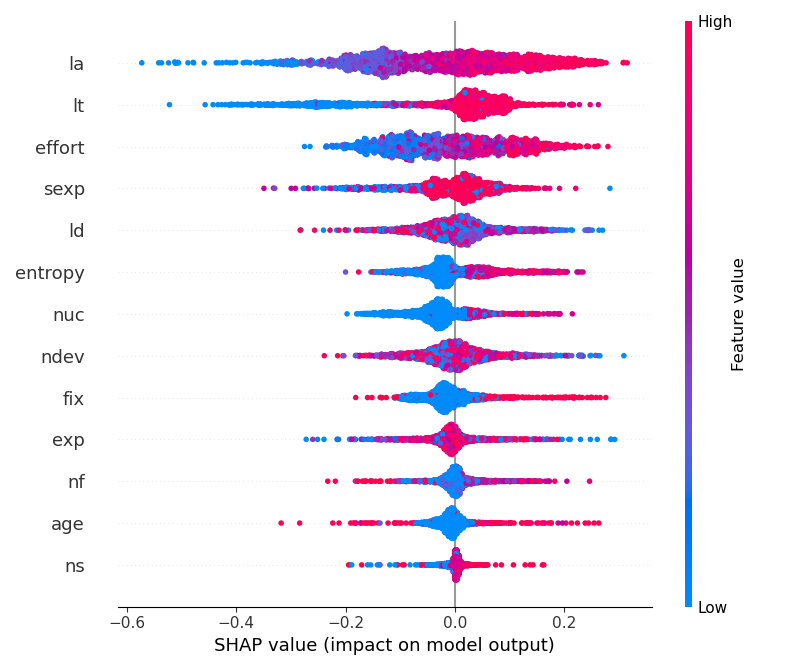 High
la
lt
effort
sexp
ld
entropy
nuc
ndev
fix
exp
nf
age
ns
Feature value
Low
−0.6
−0.4
−0.2
0.0
0.2
SHAP value (impact on model output)